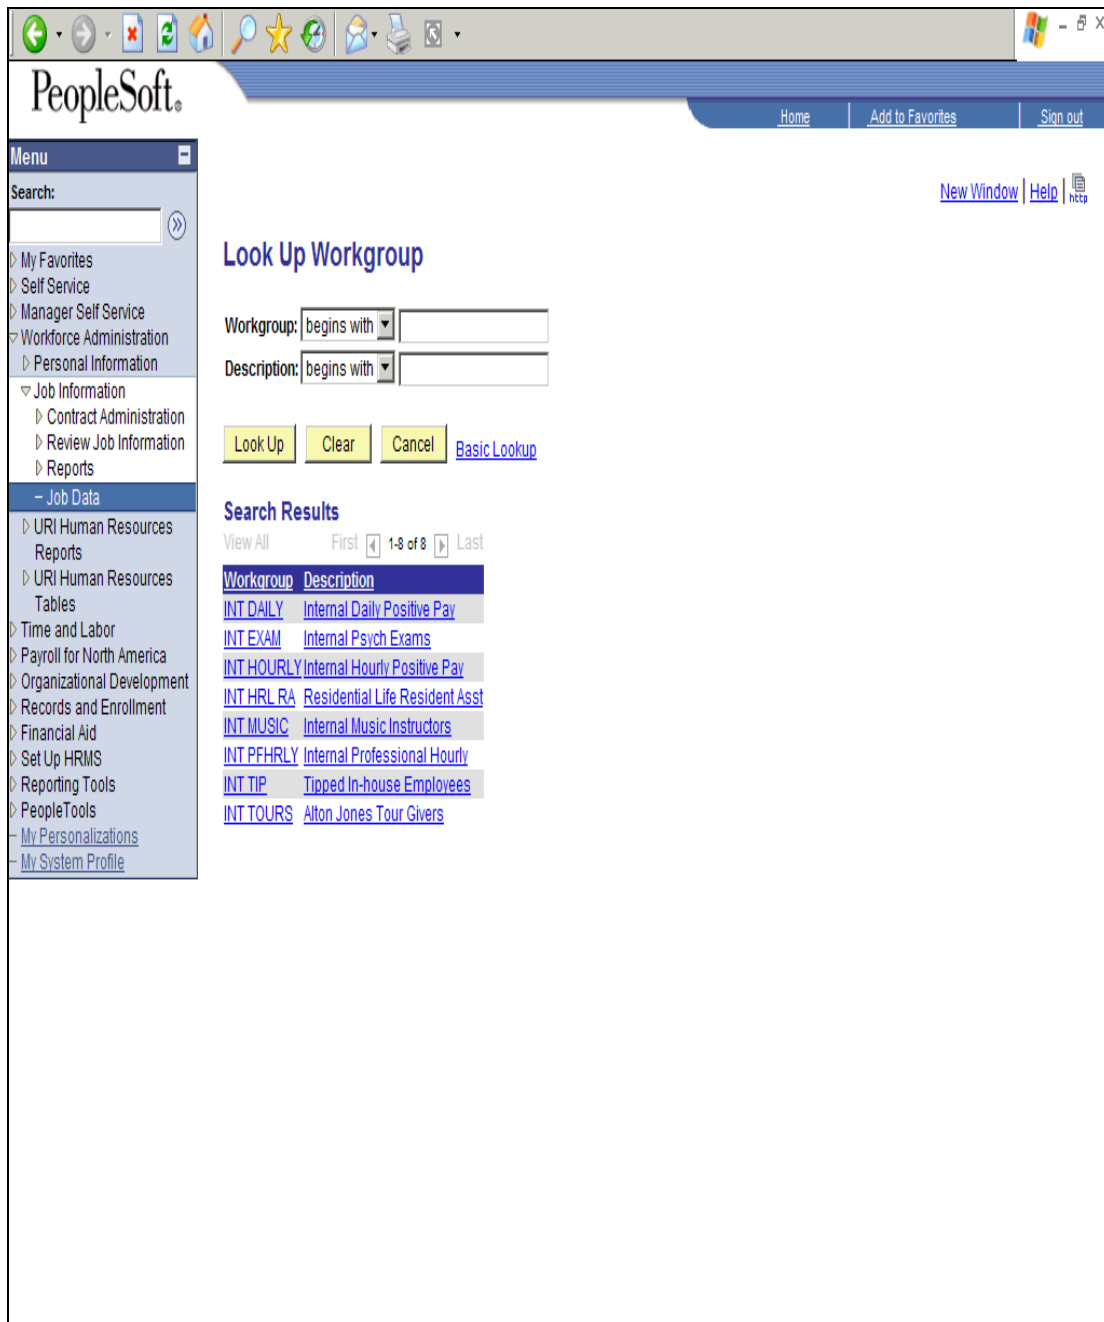 PeopleSoft®
Home Add to Favorites Sign out
Menu
Search:
New Window | Help | http
My Favorites
Self Service
Manager Self Service
Workforce Administration
Personal Information
Job Information
Contract Administration
Review Job Information
Reports
– Job Data
URI Human Resources
Reports
URI Human Resources
Tables
Time and Labor
Payroll for North America
Organizational Development
Records and Enrollment
Financial Aid
Set Up HRMS
Reporting Tools
PeopleTools
– My Personalizations
– My System Profile
Look Up Workgroup
Workgroup: begins with
Description: begins with
Look Up Clear Cancel Basic Lookup
Search Results
View All First 1-8 of 8 Last
Workgroup Description
INT DAILY Internal Daily Positive Pay
INT EXAM Internal Psych Exams
INT HOURLY Internal Hourly Positive Pay
INT HRL RA Residential Life Resident Asst
INT MUSIC Internal Music Instructors
INT PFHRLY Internal Professional Hourly
INT TIP Tipped In-house Employees
INT TOURS Alton Jones Tour Givers